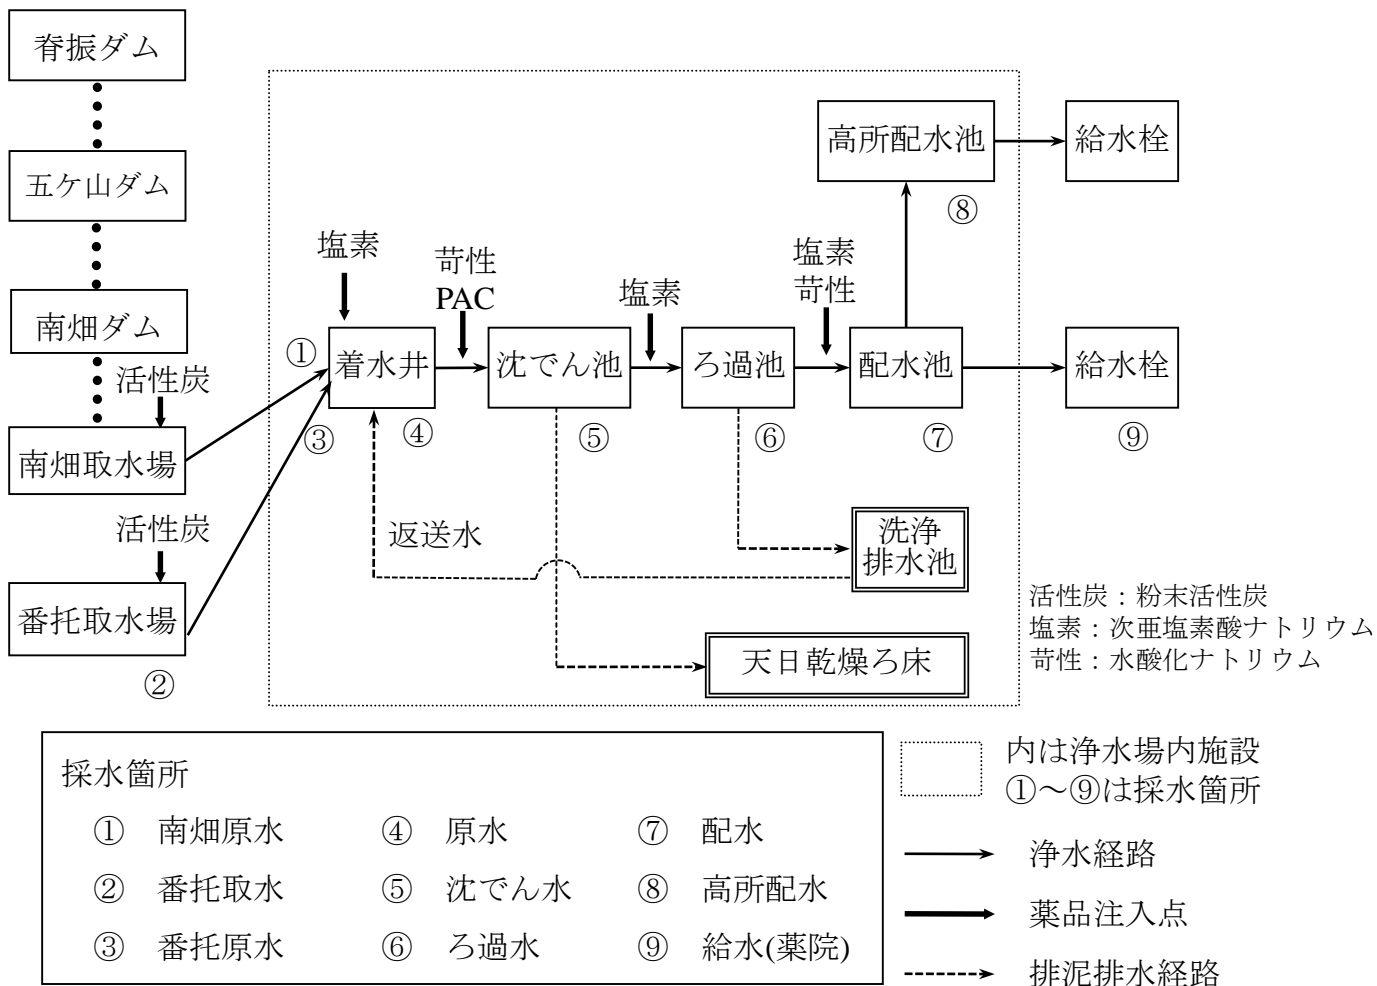 脊振ダム
五ケ山ダム
南畑ダム
活性炭
南畑取水場
活性炭
番托取水場
②
塩素
①
着水井
③
④
苛性
PAC
沈でん池
⑤
塩素
ろ過池
⑥
塩素
苛性
配水池
⑦
高所配水池
⑧
給水栓
給水栓
⑨
返送水
洗浄
排水池
天日乾燥ろ床
活性炭：粉末活性炭
塩素：次亜塩素酸ナトリウム
苛性：水酸化ナトリウム
採水箇所
① 南畑原水 ④ 原水 ⑦ 配水
② 番托取水 ⑤ 沈でん水 ⑧ 高所配水
③ 番托原水 ⑥ ろ過水 ⑨ 給水(薬院)
内は浄水場内施設
①～⑨は採水箇所
浄水経路
薬品注入点
排泥排水経路